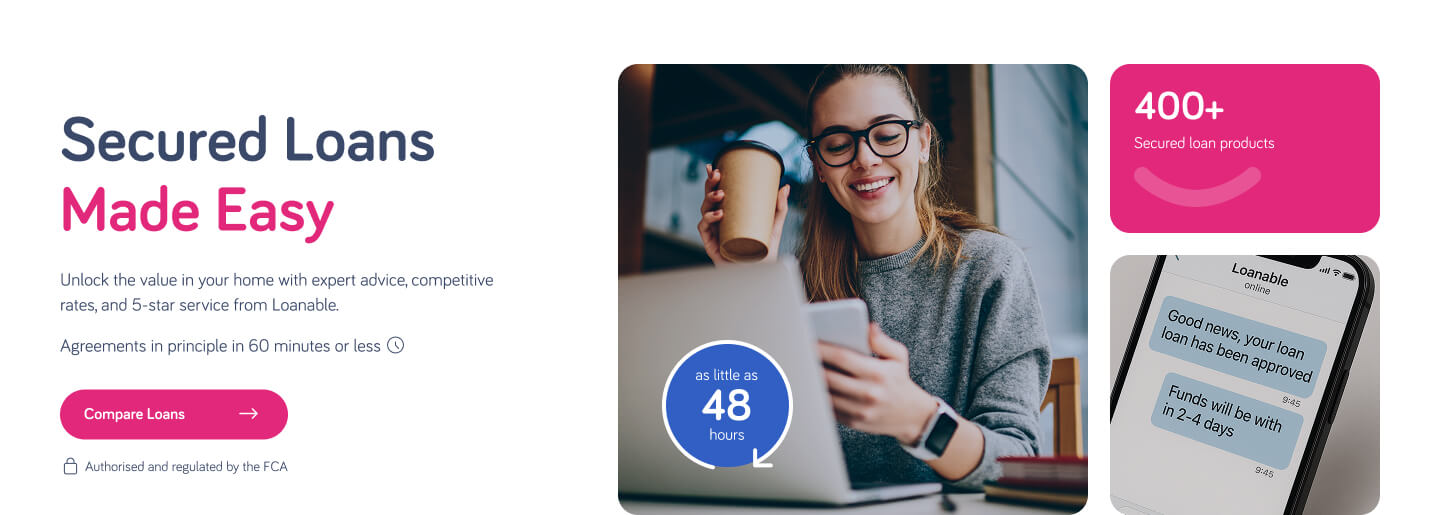 Secured Loans
Made Easy
Unlock the value in your home with expert advice, competitive
rates, and 5-star service from Loanable.
Agreements in principle in 60 minutes or less
Compare Loans
Authorised and regulated by the FCA
as little as
48
hours
400+
Secured loan products
Loanable
online
Good news, your loan
loan has been approved
9:45
Funds will be with
in 2-4 days
9:45